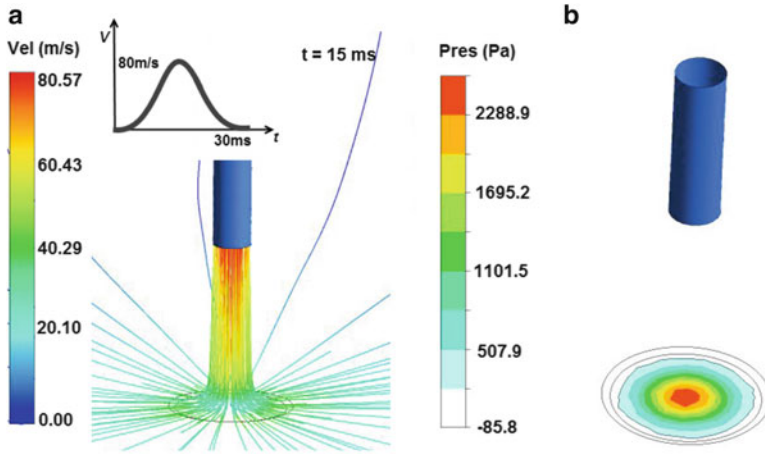 a
Vel (m/s)
80.57
60.43
40.29
20.10
0.00
V
80m/s
30ms
t
t = 15 ms
Pres (Pa)
2288.9
1695.2
1101.5
507.9
-85.8
b